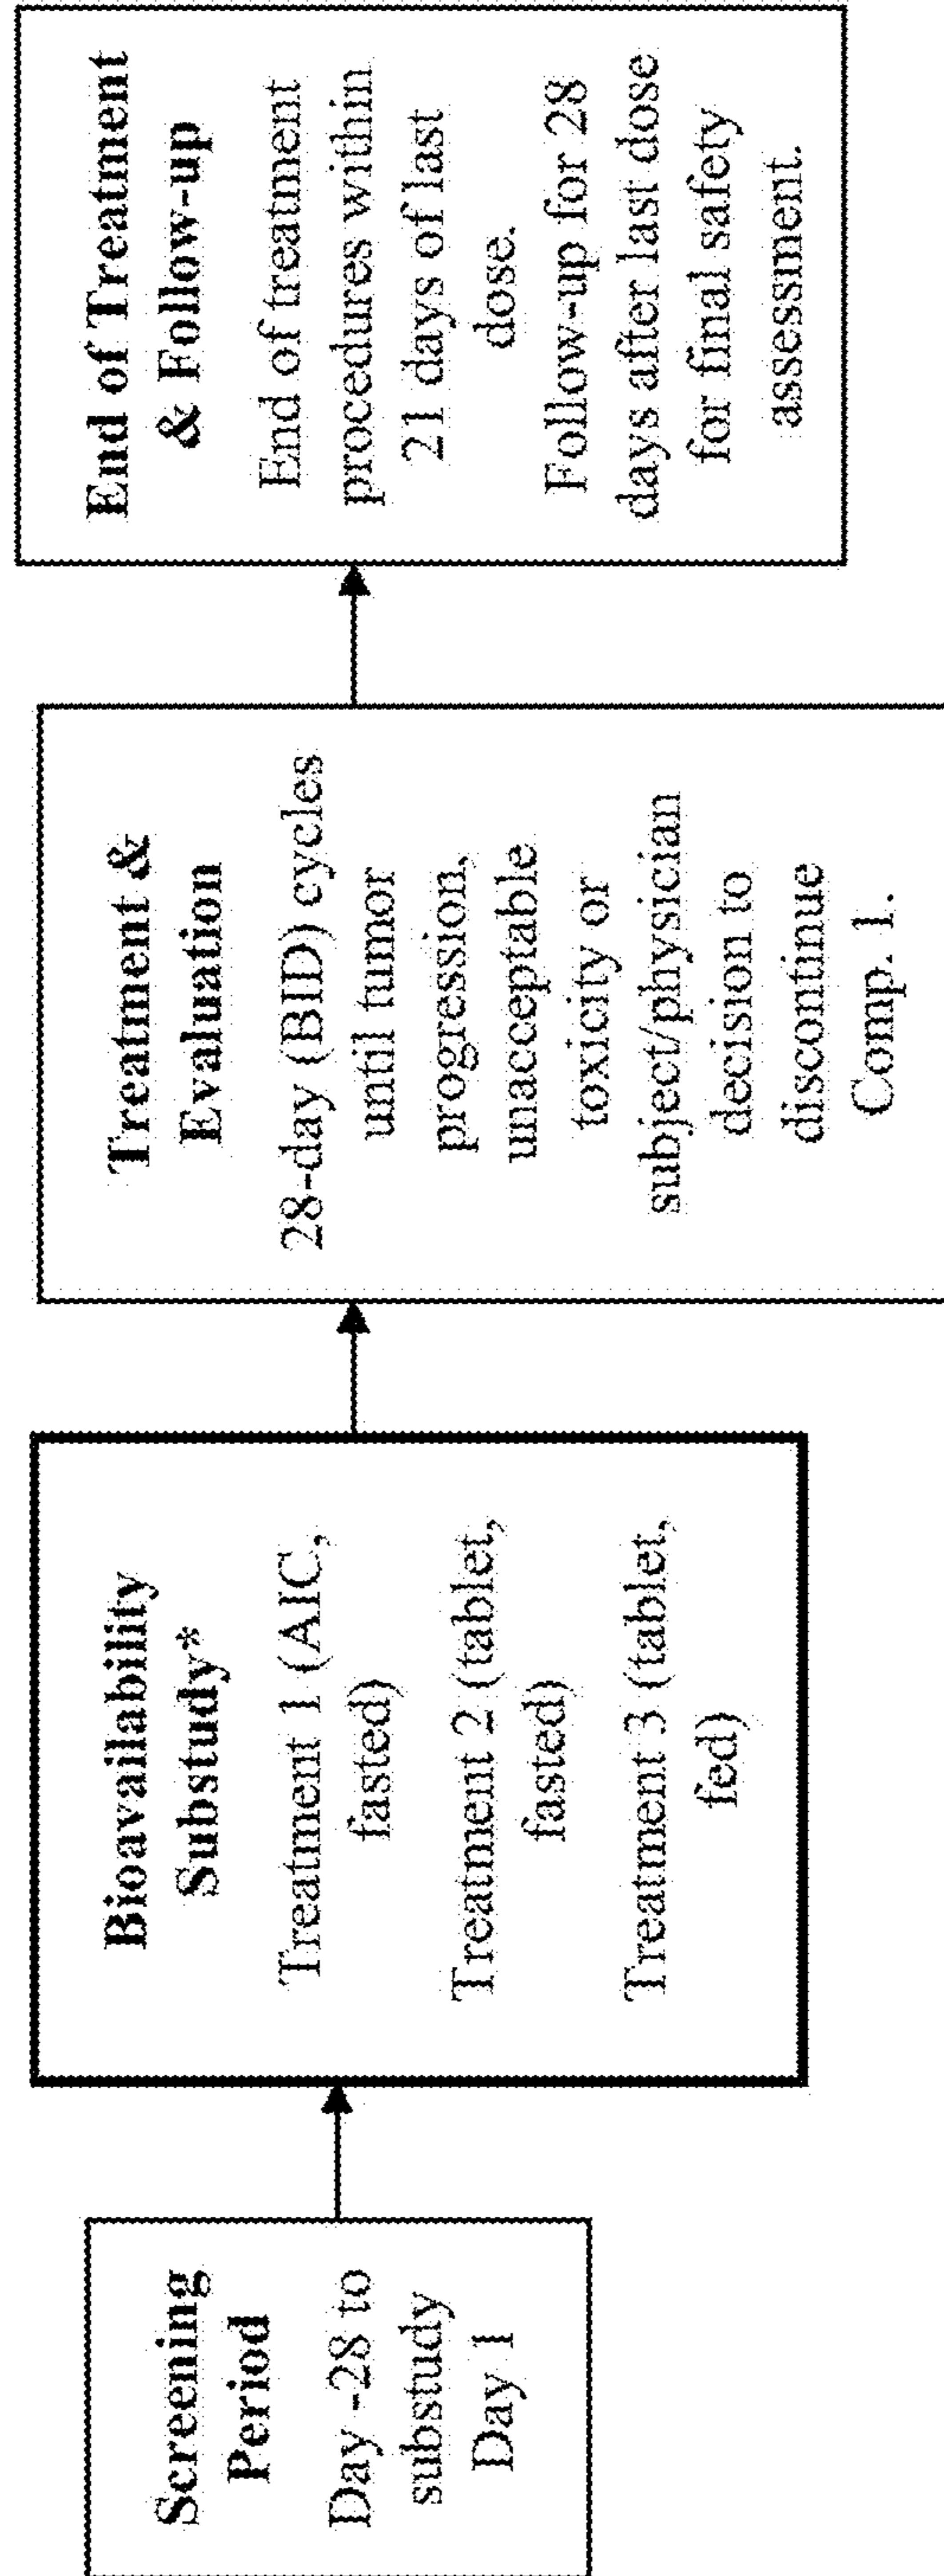 Screening
Period
Day -28 to
substudy
Day 1
Bioavailability
Substudy*
Treatment 1 (AIC,
fasted)
Treatment 2 (tablet,
fasted)
Treatment 3 (tablet,
fed)
Treatment &
Evaluation
28-day (BID) cycles
until tumor
progression,
unacceptable
toxicity or
subject/physician
decision to
discontinue
Comp. 1.
End of Treatment
& Follow-up
End of treatment
procedures within
21 days of last
dose.
Follow-up for 28
days after last dose
for final safety
assessment.